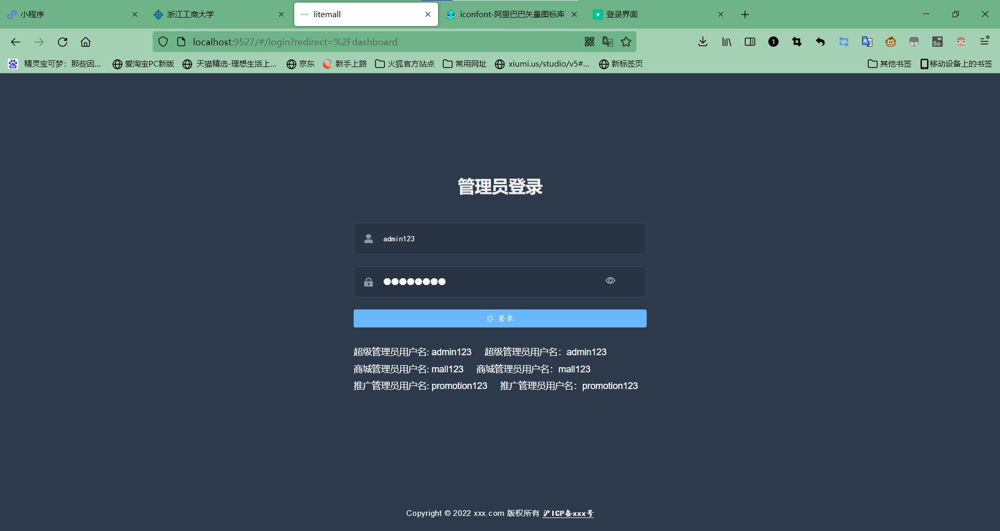 小程序
浙江工商大学
litemall
iconfont-阿里巴巴矢量图标库
登录界面
localhost:9527/#/login?redirect=%2Fdashboard
1
Se
精灵宝可梦：那些因...
爱淘宝PC新版
天猫精选-理想生活上...
京东
新手上路
火狐官方站点
常用网址
xiumi.us/studio/v5#...
新标签页
其他书签
移动设备上的书签
管理员登录
admin123
登录
超级管理员用户名: admin123 超级管理员用户名：admin123
商城管理员用户名: mall123 商城管理员用户名：mall123
推广管理员用户名: promotion123 推广管理员用户名：promotion123
Copyright © 2022 xxx.com 版权所有 沪ICP备xxx号